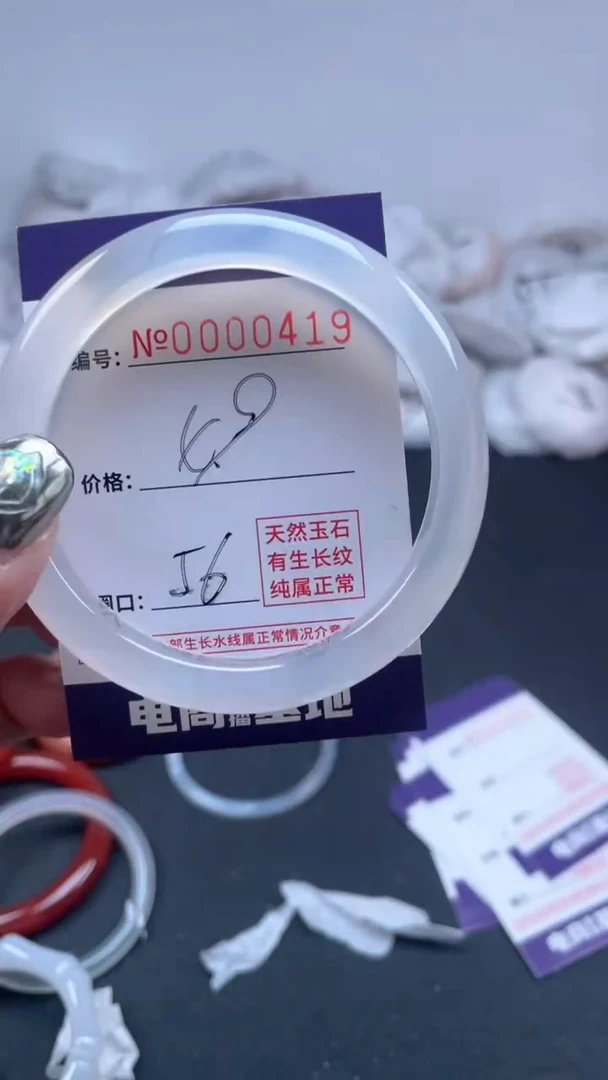 编号: №0000419
价格: 49
圈口: 56
天然玉石
有生长纹
纯属正常
部生长水线属正常情况介意
电商直播基地